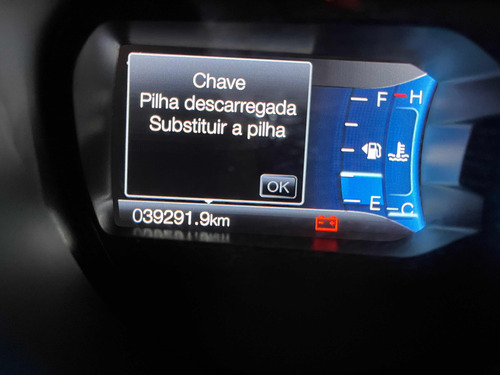 Chave
Pilha descarregada
Substituir a pilha
OK
F
H
E
C
039291.9km